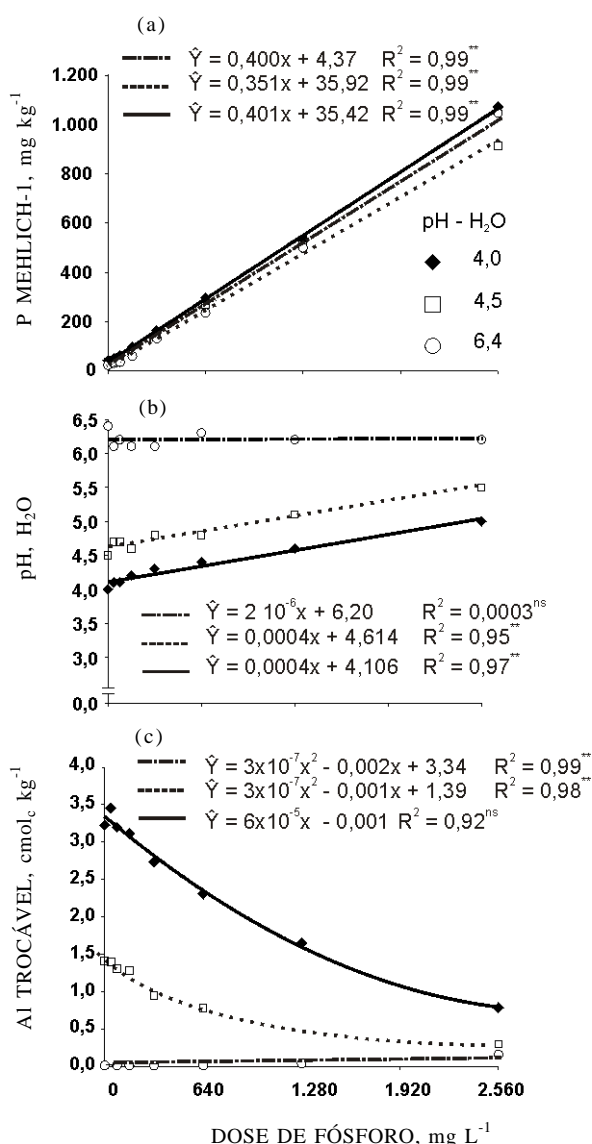 (a)
Ŷ = 0,400x + 4,37 R² = 0,99**
Ŷ = 0,351x + 35,92 R² = 0,99**
Ŷ = 0,401x + 35,42 R² = 0,99**
P MEHLICH-1, mg kg⁻¹
1.200
1.000
800
600
400
200
0
pH - H₂O
4,0
4,5
6,4
(b)
pH, H₂O
6,5
6,0
5,5
5,0
4,5
4,0
3,5
3,0
0,0
Ŷ = 2 10⁻⁶x + 6,20 R² = 0,0003ⁿˢ
Ŷ = 0,0004x + 4,614 R² = 0,95**
Ŷ = 0,0004x + 4,106 R² = 0,97**
(c)
Ŷ = 3x10⁻⁷x² - 0,002x + 3,34 R² = 0,99**
Ŷ = 3x10⁻⁷x² - 0,001x + 1,39 R² = 0,98**
Ŷ = 6x10⁻⁵x - 0,001 R² = 0,92ⁿˢ
Al TROCÁVEL, cmol꜀ kg⁻¹
4,0
3,5
3,0
2,5
2,0
1,5
1,0
0,5
0,0
0 640 1.280 1.920 2.560
DOSE DE FÓSFORO, mg L⁻¹